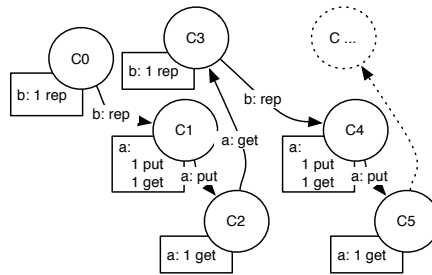 C0
b: 1 rep
b: rep
C1
a:
1 put
1 get
a: put
C2
a: 1 get
a: get
C3
b: 1 rep
b: rep
C4
a:
1 put
1 get
a: put
C5
a: 1 get
C ...